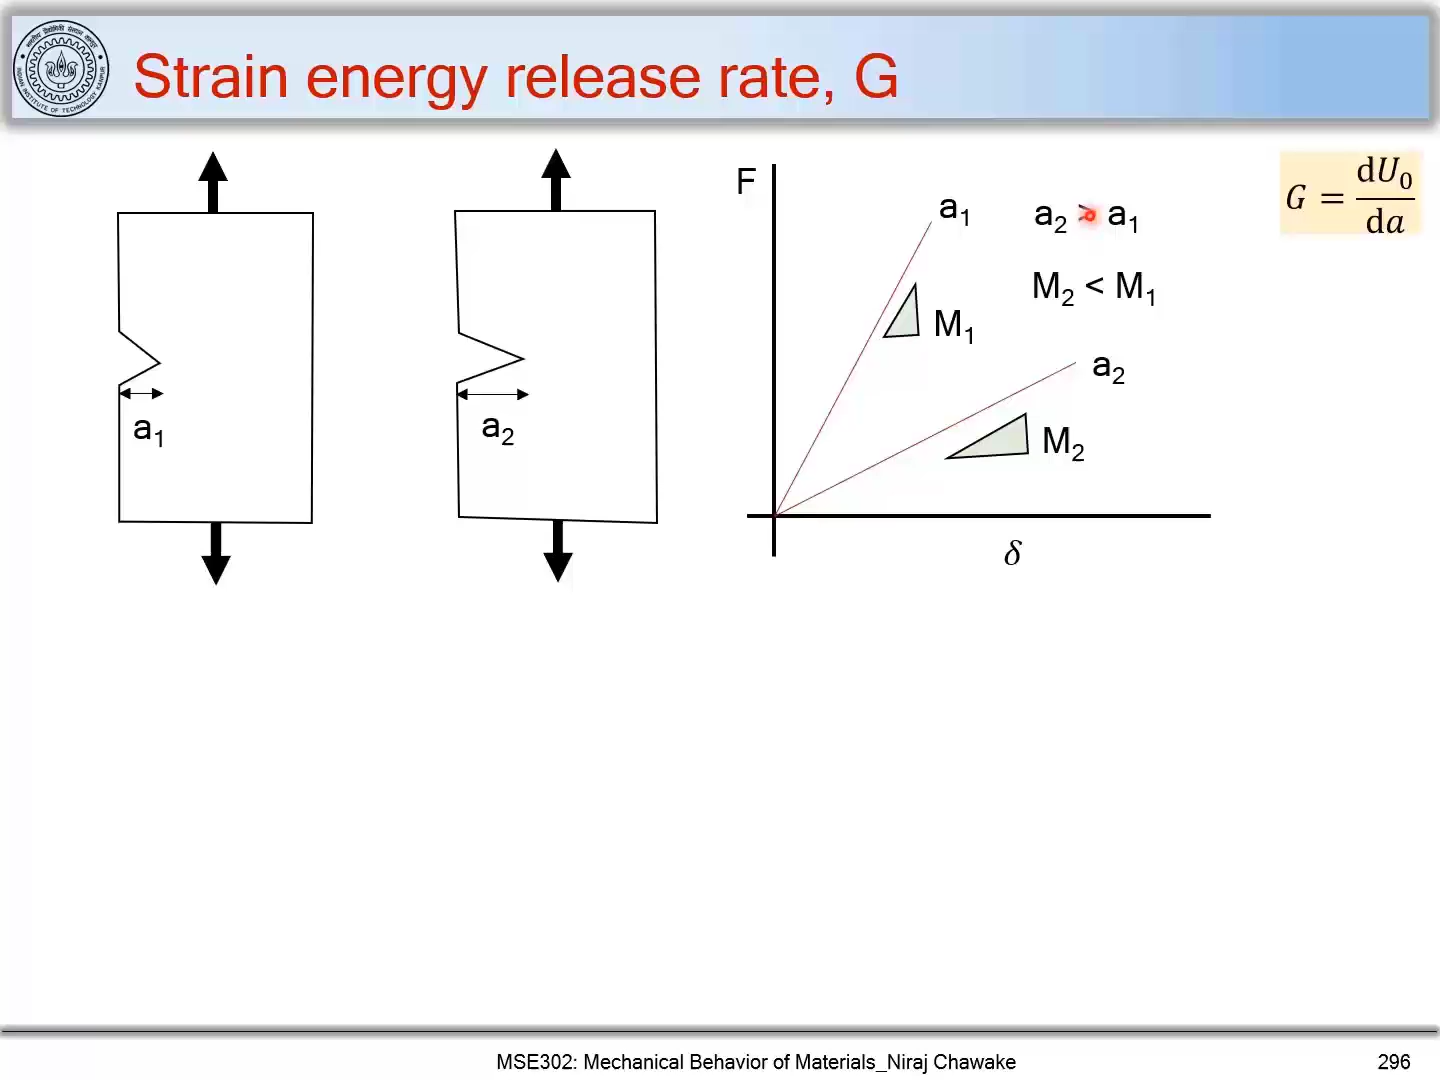 Strain energy release rate, G
F
a₁
a₂ > a₁
G = dU₀/da
M₂ < M₁
M₁
a₂
M₂
a₁
a₂
δ
MSE302: Mechanical Behavior of Materials_Niraj Chawake
296